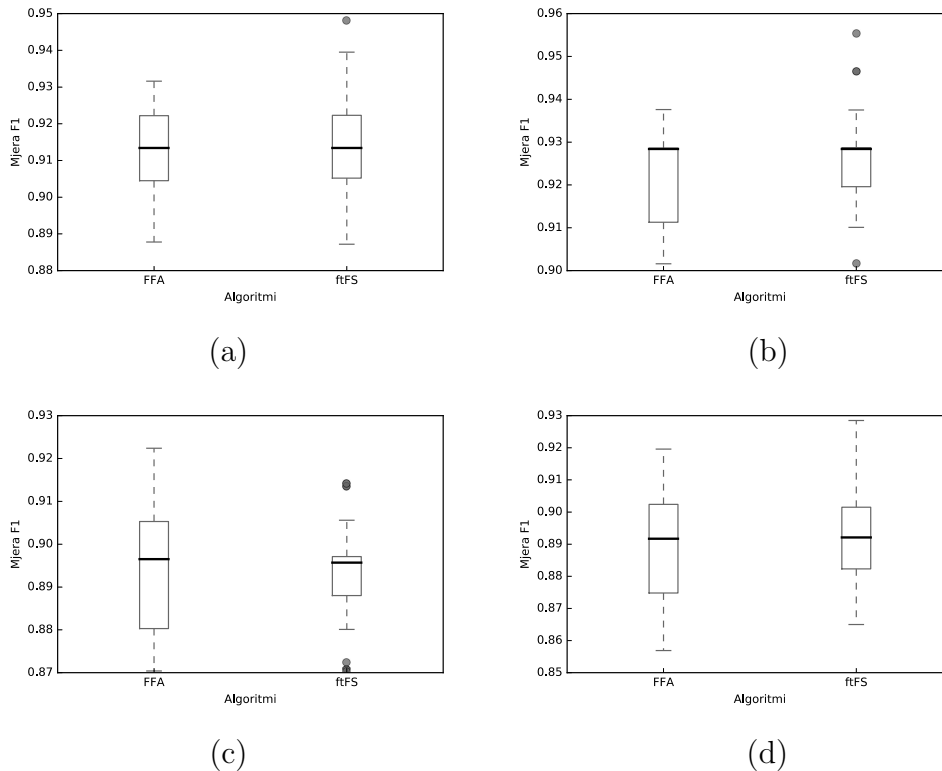 0.95
0.94
0.93
0.92
0.91
0.90
0.89
0.88
Mjera F1
FFA
ftFS
Algoritmi
(a)
0.96
0.95
0.94
0.93
0.92
0.91
0.90
Mjera F1
FFA
ftFS
Algoritmi
(b)
0.93
0.92
0.91
0.90
0.89
0.88
0.87
Mjera F1
FFA
ftFS
Algoritmi
(c)
0.93
0.92
0.91
0.90
0.89
0.88
0.87
0.86
0.85
Mjera F1
FFA
ftFS
Algoritmi
(d)